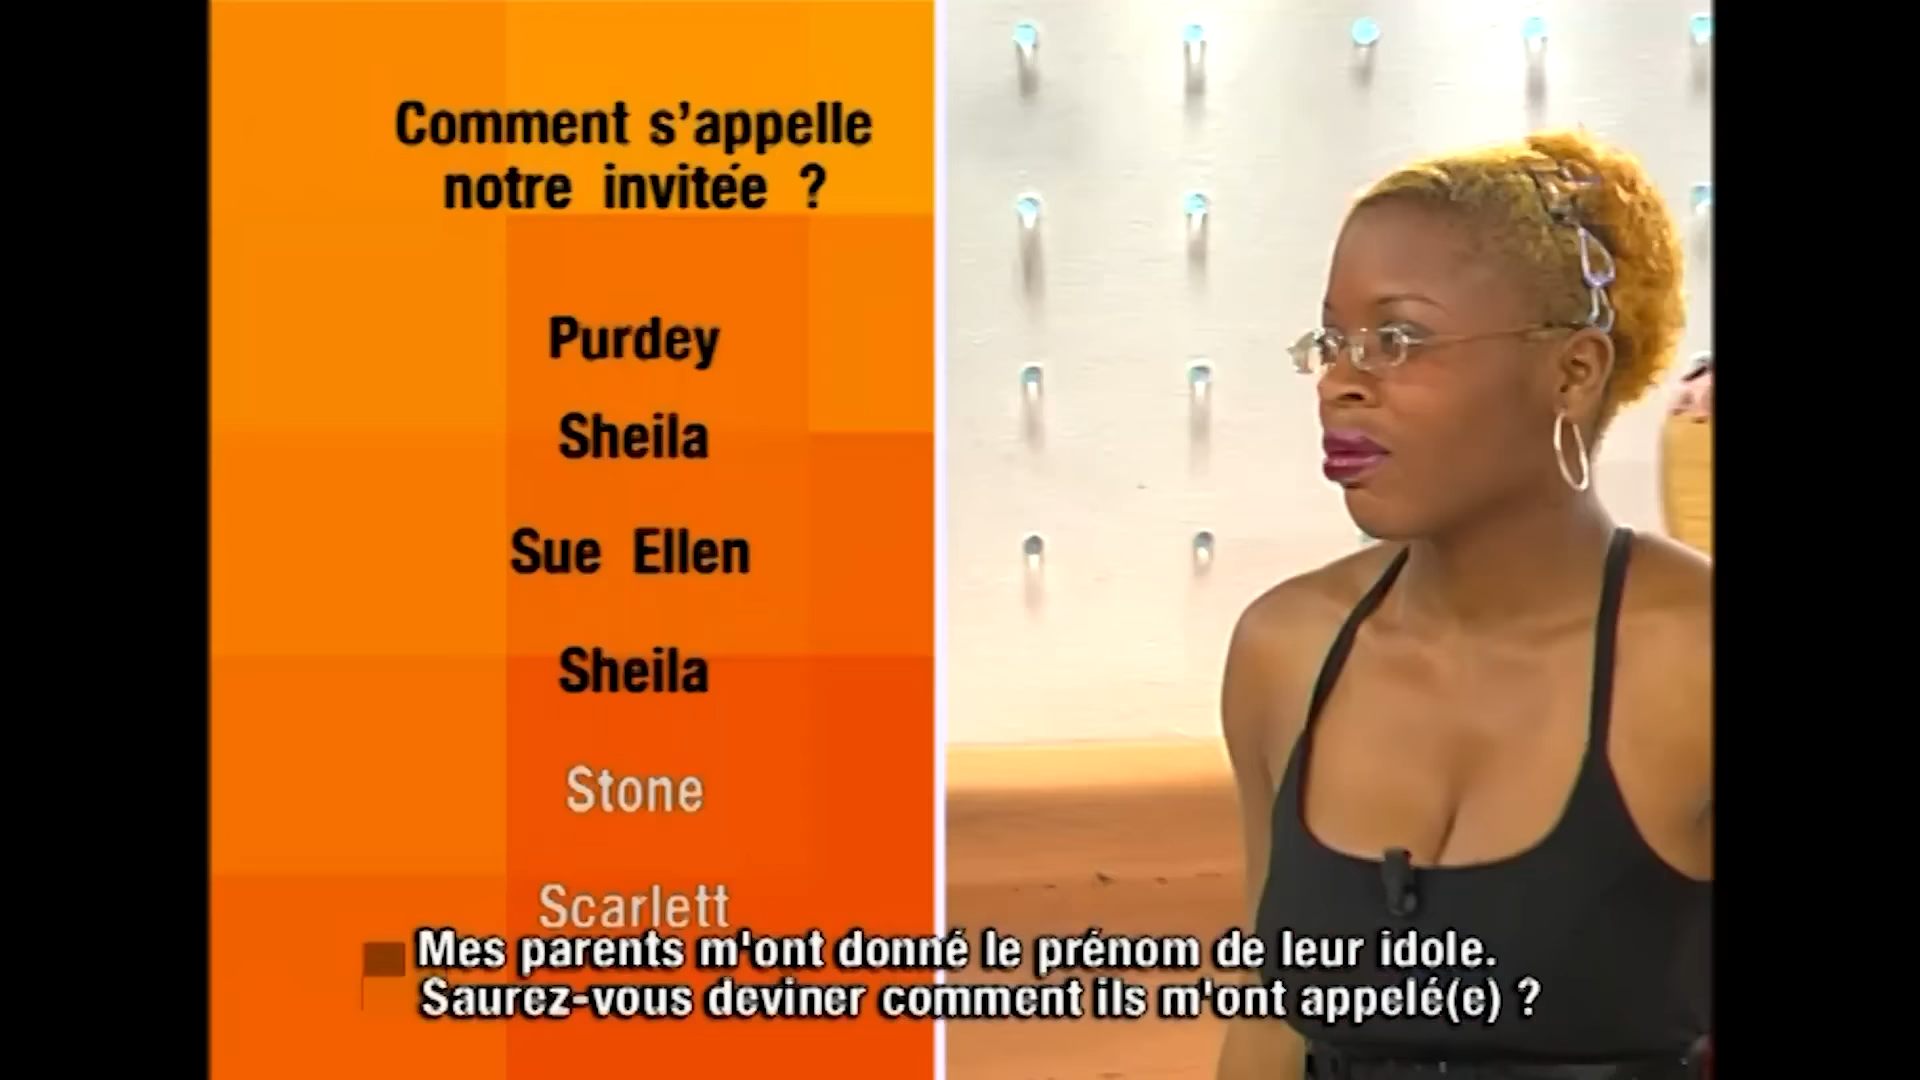 Comment s'appelle
notre invitée ?
Purdey
Sheila
Sue Ellen
Sheila
Stone
Scarlett
Mes parents m'ont donné le prénom de leur idole.
Saurez-vous deviner comment ils m'ont appelé(e) ?